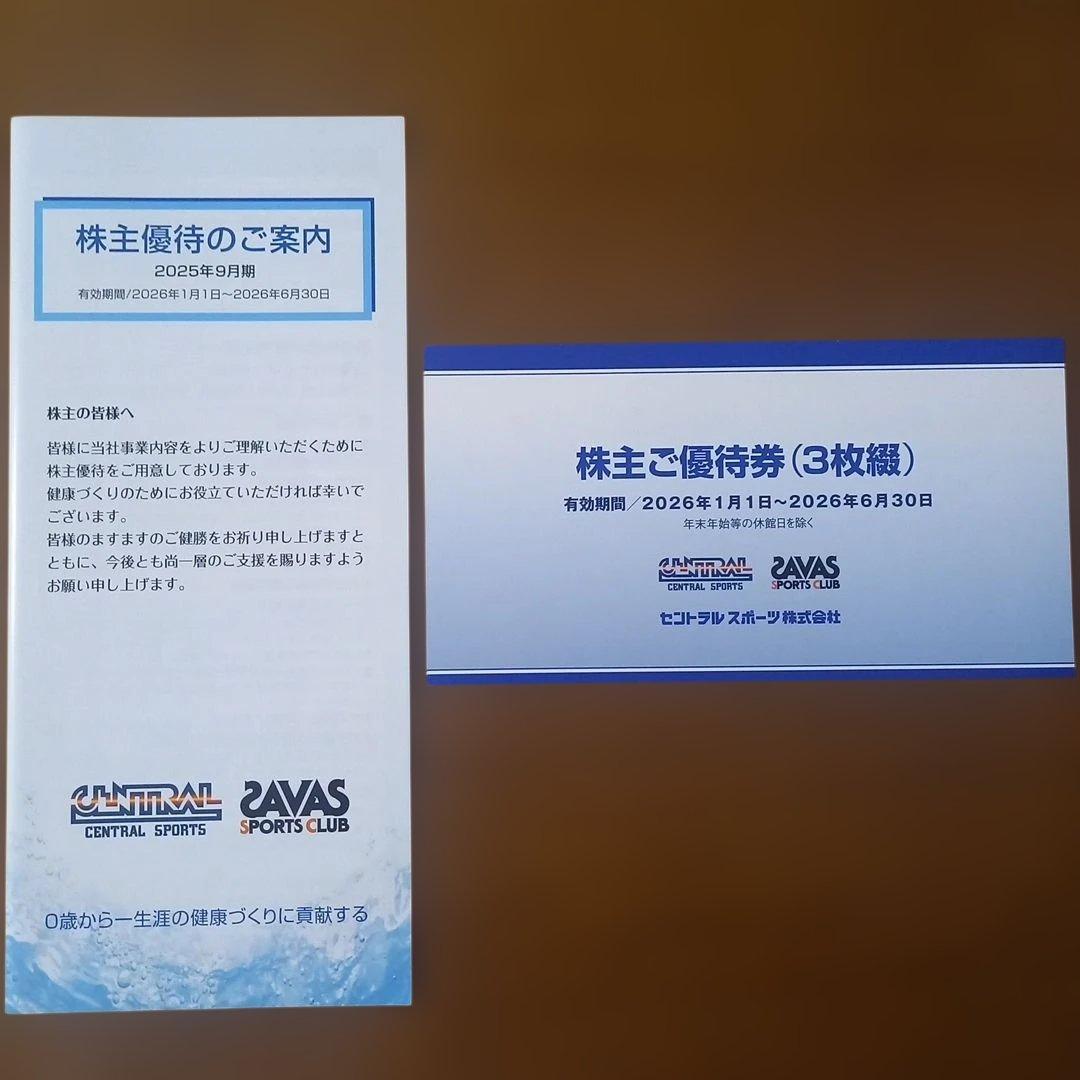 株主優待のご案内
2025年9月期
有効期間/2026年1月1日～2026年6月30日
株主の皆様へ
皆様に当社事業内容をよりご理解いただくために
株主優待をご用意しております。
健康づくりのためにお役立ていただければ幸いで
ございます。
皆様のますますのご健勝をお祈り申し上げますと
ともに、今後とも尚一層のご支援を賜りますよう
お願い申し上げます。
CENTRAL
CENTRAL SPORTS
SAVAS
SPORTS CLUB
0歳から一生涯の健康づくりに貢献する
株主ご優待券(3枚綴)
有効期間/2026年1月1日～2026年6月30日
年末年始等の休館日を除く
CENTRAL
CENTRAL SPORTS
SAVAS
SPORTS CLUB
セントラルスポーツ株式会社